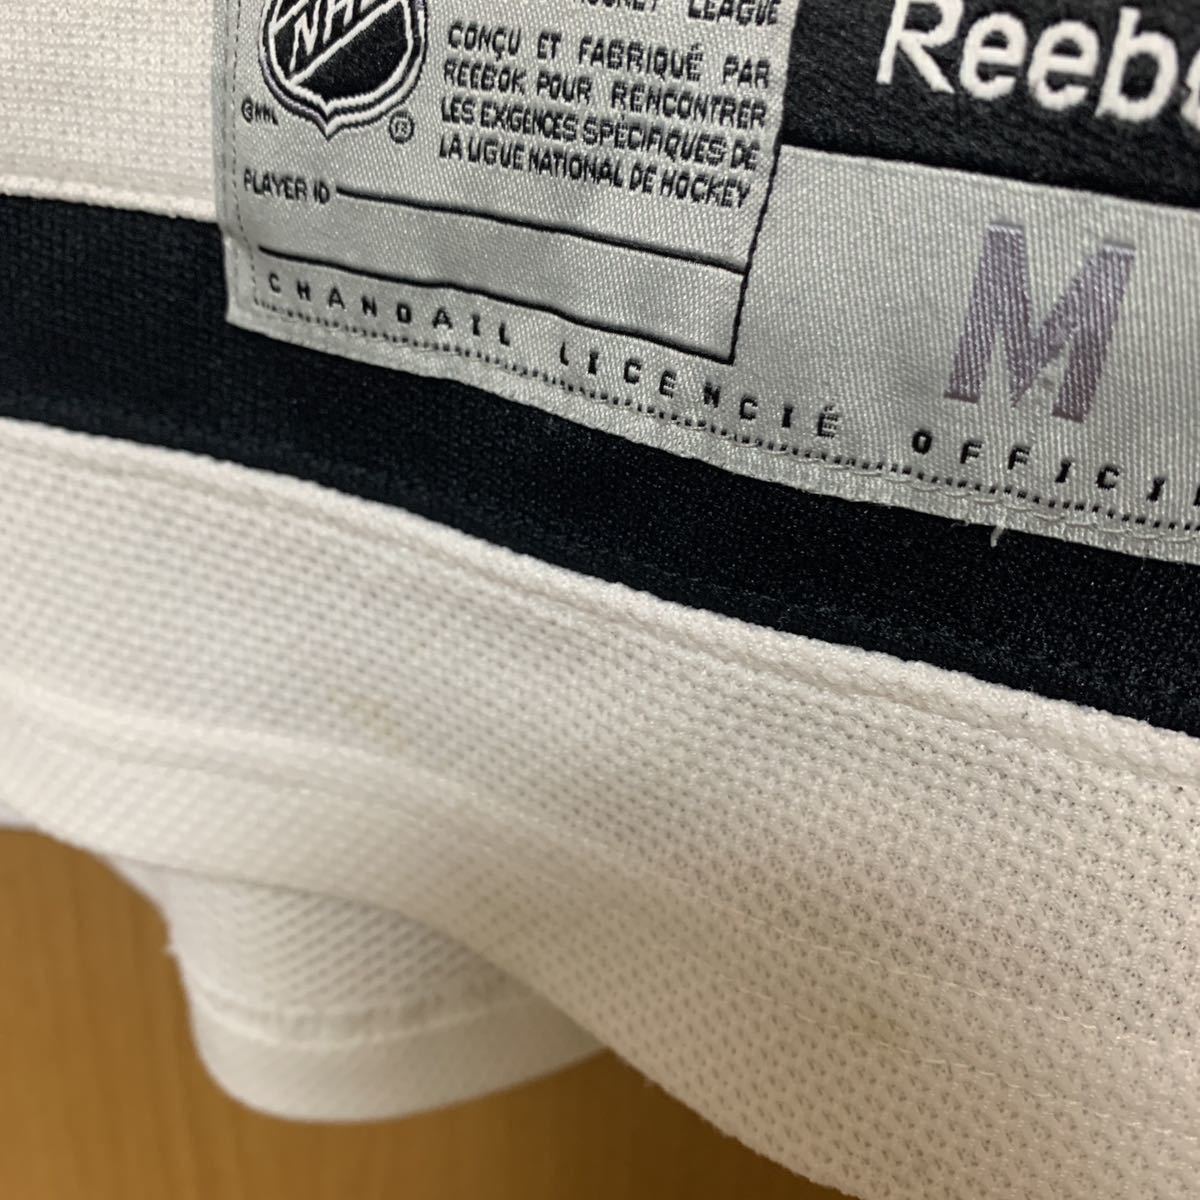 LEAGUE
Reeb
NHL
CONÇU ET FABRIQUÉ PAR
REEBOK POUR RENCONTRER
LES EXIGENCES SPÉCIFIQUES DE
LA LIGUE NATIONAL DE HOCKEY
©NHL
PLAYER ID
M
CHANDAIL LICENCIÉ OFFICI